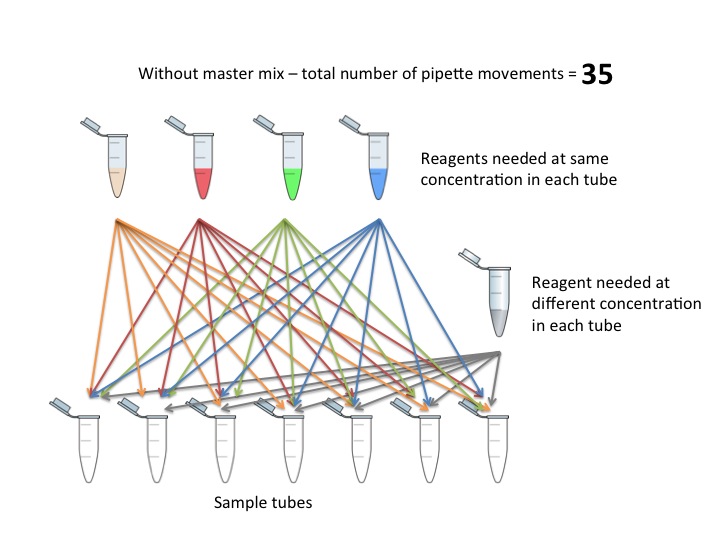 Without master mix – total number of pipette movements = 35
Reagents needed at same
concentration in each tube
Reagent needed at
different concentration
in each tube
Sample tubes